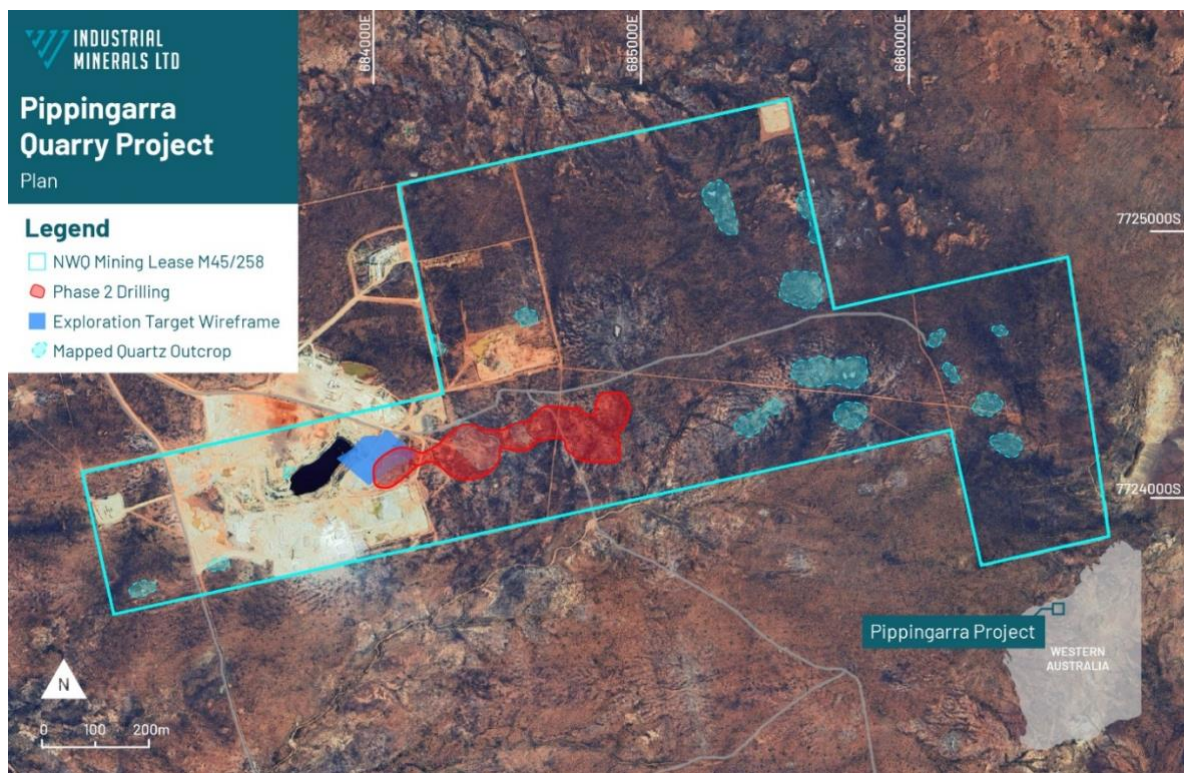 INDUSTRIAL
MINERALS LTD
Pippingarra
Quarry Project
Plan
Legend
NWQ Mining Lease M45/258
Phase 2 Drilling
Exploration Target Wireframe
Mapped Quartz Outcrop
684000E
685000E
686000E
7725000S
7724000S
Pippingarra Project
WESTERN
AUSTRALIA
N
0 100 200m